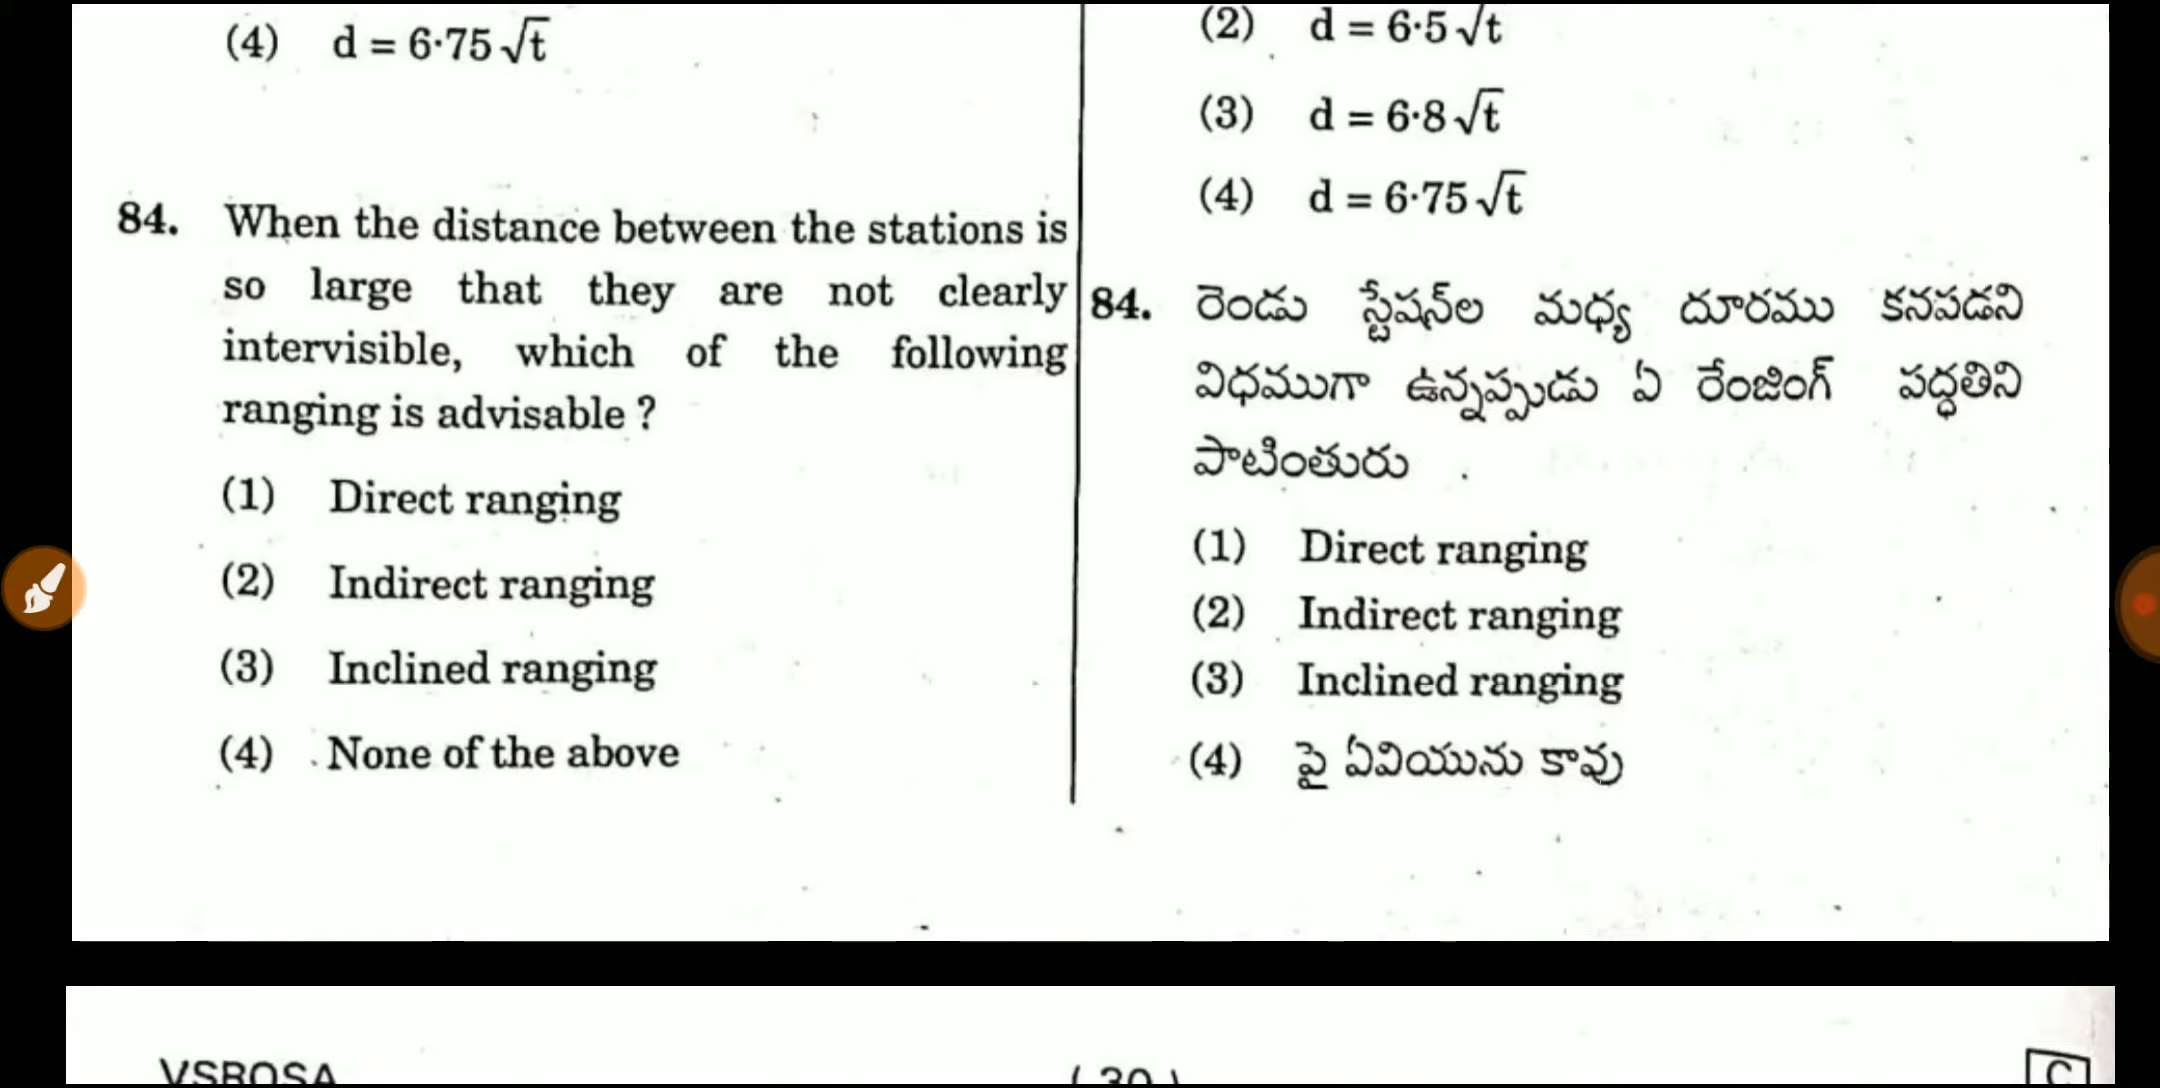 (4) d = 6·75 √t
84. When the distance between the stations is
so large that they are not clearly
intervisible, which of the following
ranging is advisable ?
(1) Direct ranging
(2) Indirect ranging
(3) Inclined ranging
(4) None of the above
(2) d = 6·5 √t
(3) d = 6·8 √t
(4) d = 6·75 √t
84. రెండు స్టేషన్‌ల మధ్య దూరము కనపడని
విధముగా ఉన్నప్పుడు ఏ రేంజింగ్ పద్ధతిని
పాటింతురు
(1) Direct ranging
(2) Indirect ranging
(3) Inclined ranging
(4) పై ఏవియును కావు
VSROSA
( 30 )
C